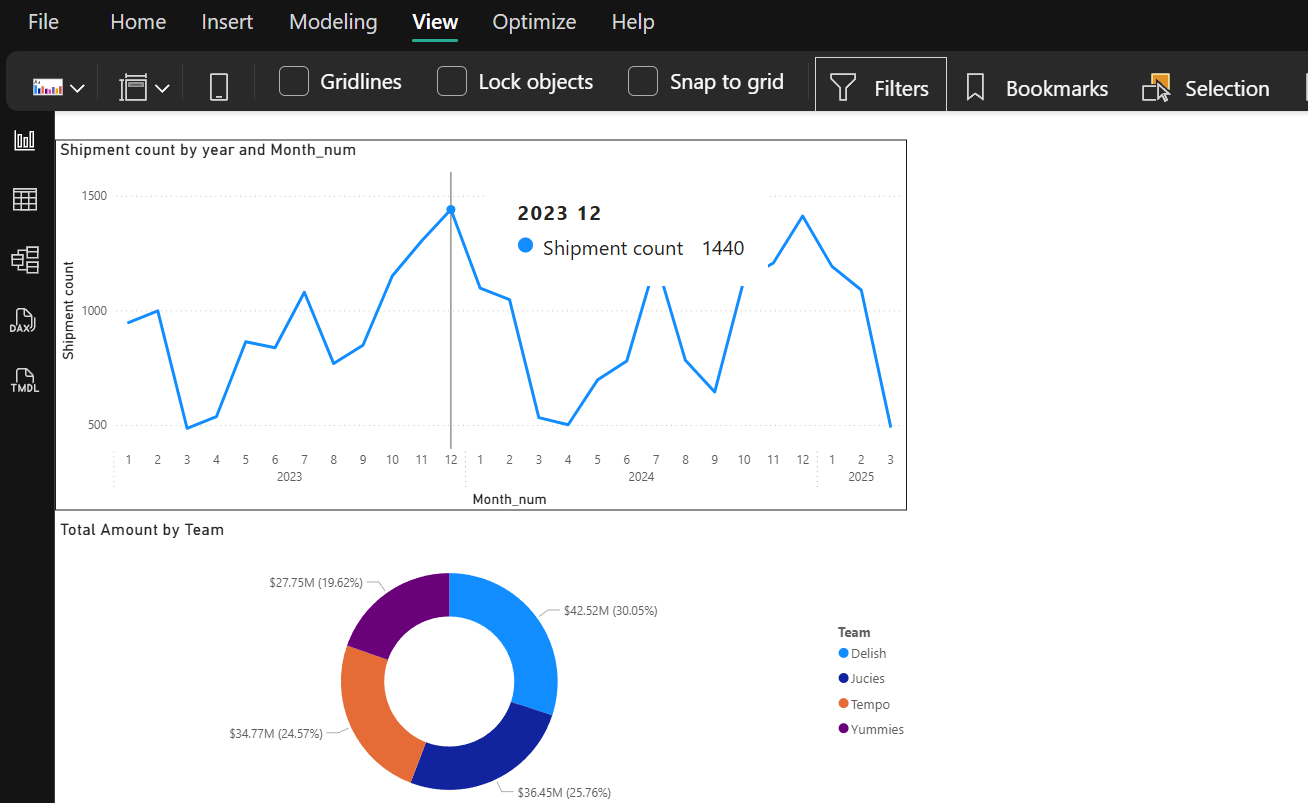 File Home Insert Modeling View Optimize Help
Gridlines Lock objects Snap to grid Filters Bookmarks Selection
DAX
TMDL
Shipment count by year and Month_num
1500
1000
500
Shipment count
2023 12
Shipment count 1440
1 2 3 4 5 6 7 8 9 10 11 12 1 2 3 4 5 6 7 8 9 10 11 12 1 2 3
2023 2024 2025
Month_num
Total Amount by Team
$27.75M (19.62%)
$42.52M (30.05%)
$34.77M (24.57%)
$36.45M (25.76%)
Team
Delish
Jucies
Tempo
Yummies